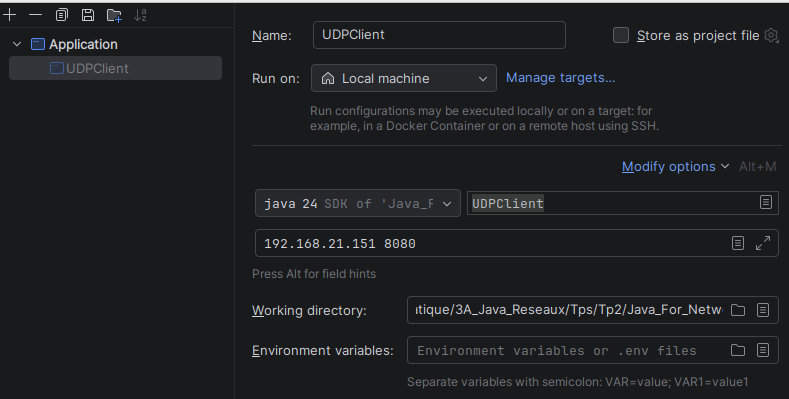 Application
UDPClient
Name: UDPClient Store as project file
Run on: Local machine Manage targets...
Run configurations may be executed locally or on a target: for
example, in a Docker Container or on a remote host using SSH.
Modify options Alt+M
java 24 SDK of 'Java_F UDPClient
192.168.21.151 8080
Press Alt for field hints
Working directory: utique/3A_Java_Reseaux/Tps/Tp2/Java_For_Netw
Environment variables: Environment variables or .env files
Separate variables with semicolon: VAR=value; VAR1=value1